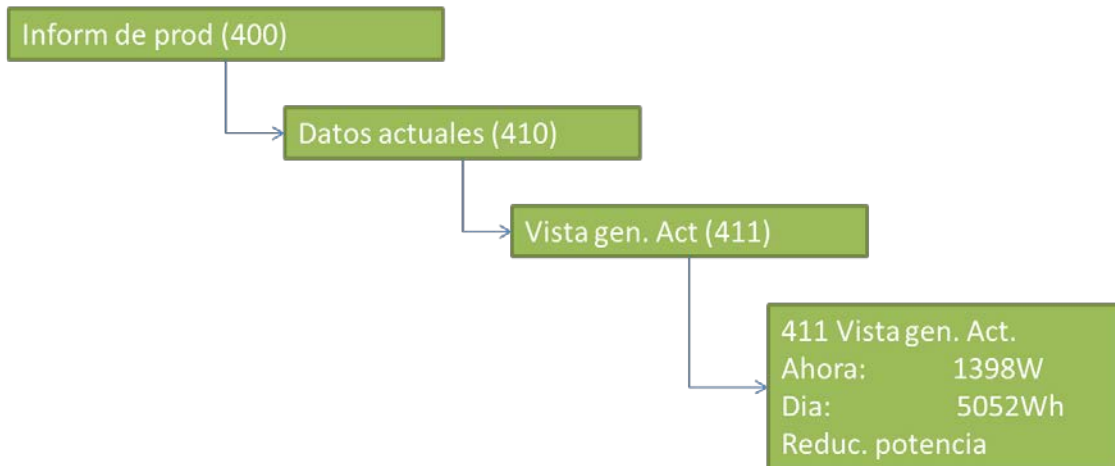 Inform de prod (400)
Datos actuales (410)
Vista gen. Act (411)
411 Vista gen. Act.
Ahora: 1398W
Dia: 5052Wh
Reduc. potencia